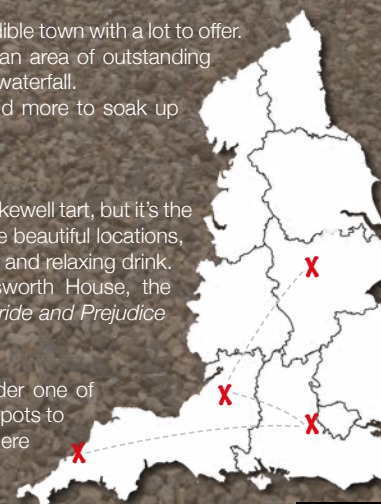 dible town with a lot to offer.
an area of outstanding
waterfall.
d more to soak up
kewell tart, but it's the
e beautiful locations,
and relaxing drink.
sworth House, the
ride and Prejudice
der one of
pots to
ere